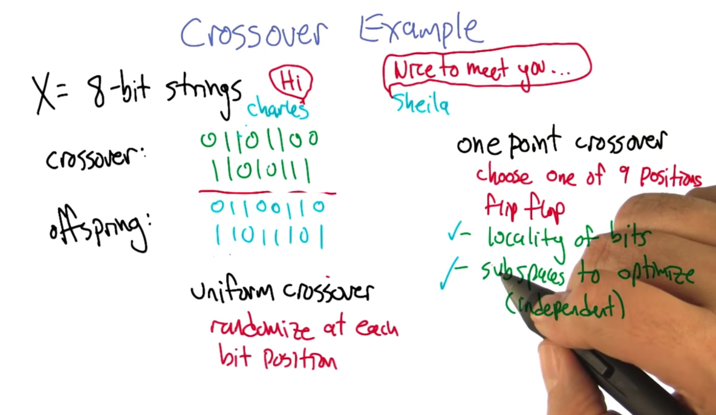 Crossover Example
X = 8-bit strings
Hi
charles
Nice to meet you...
Sheila
crossover:
01101100
11010111
offspring:
01100110
11011101
uniform crossover
randomize at each
bit position
one point crossover
choose one of 9 positions
flip flop
✓- locality of bits
✓- subspaces to optimize
(independent)